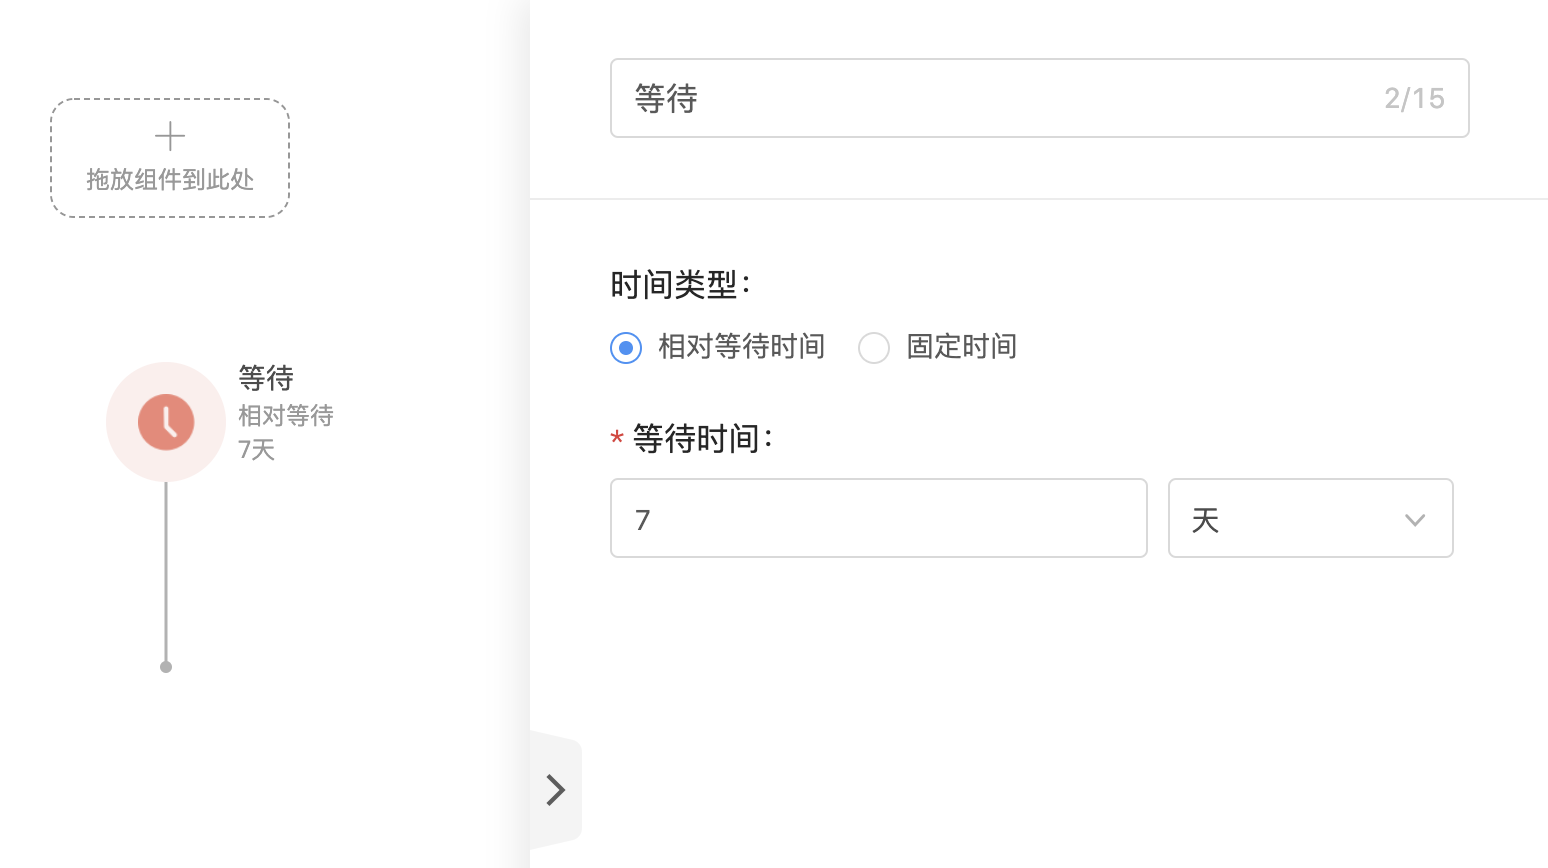 拖放组件到此处
等待
相对等待
7天
等待
2/15
时间类型：
相对等待时间
固定时间
* 等待时间：
7
天